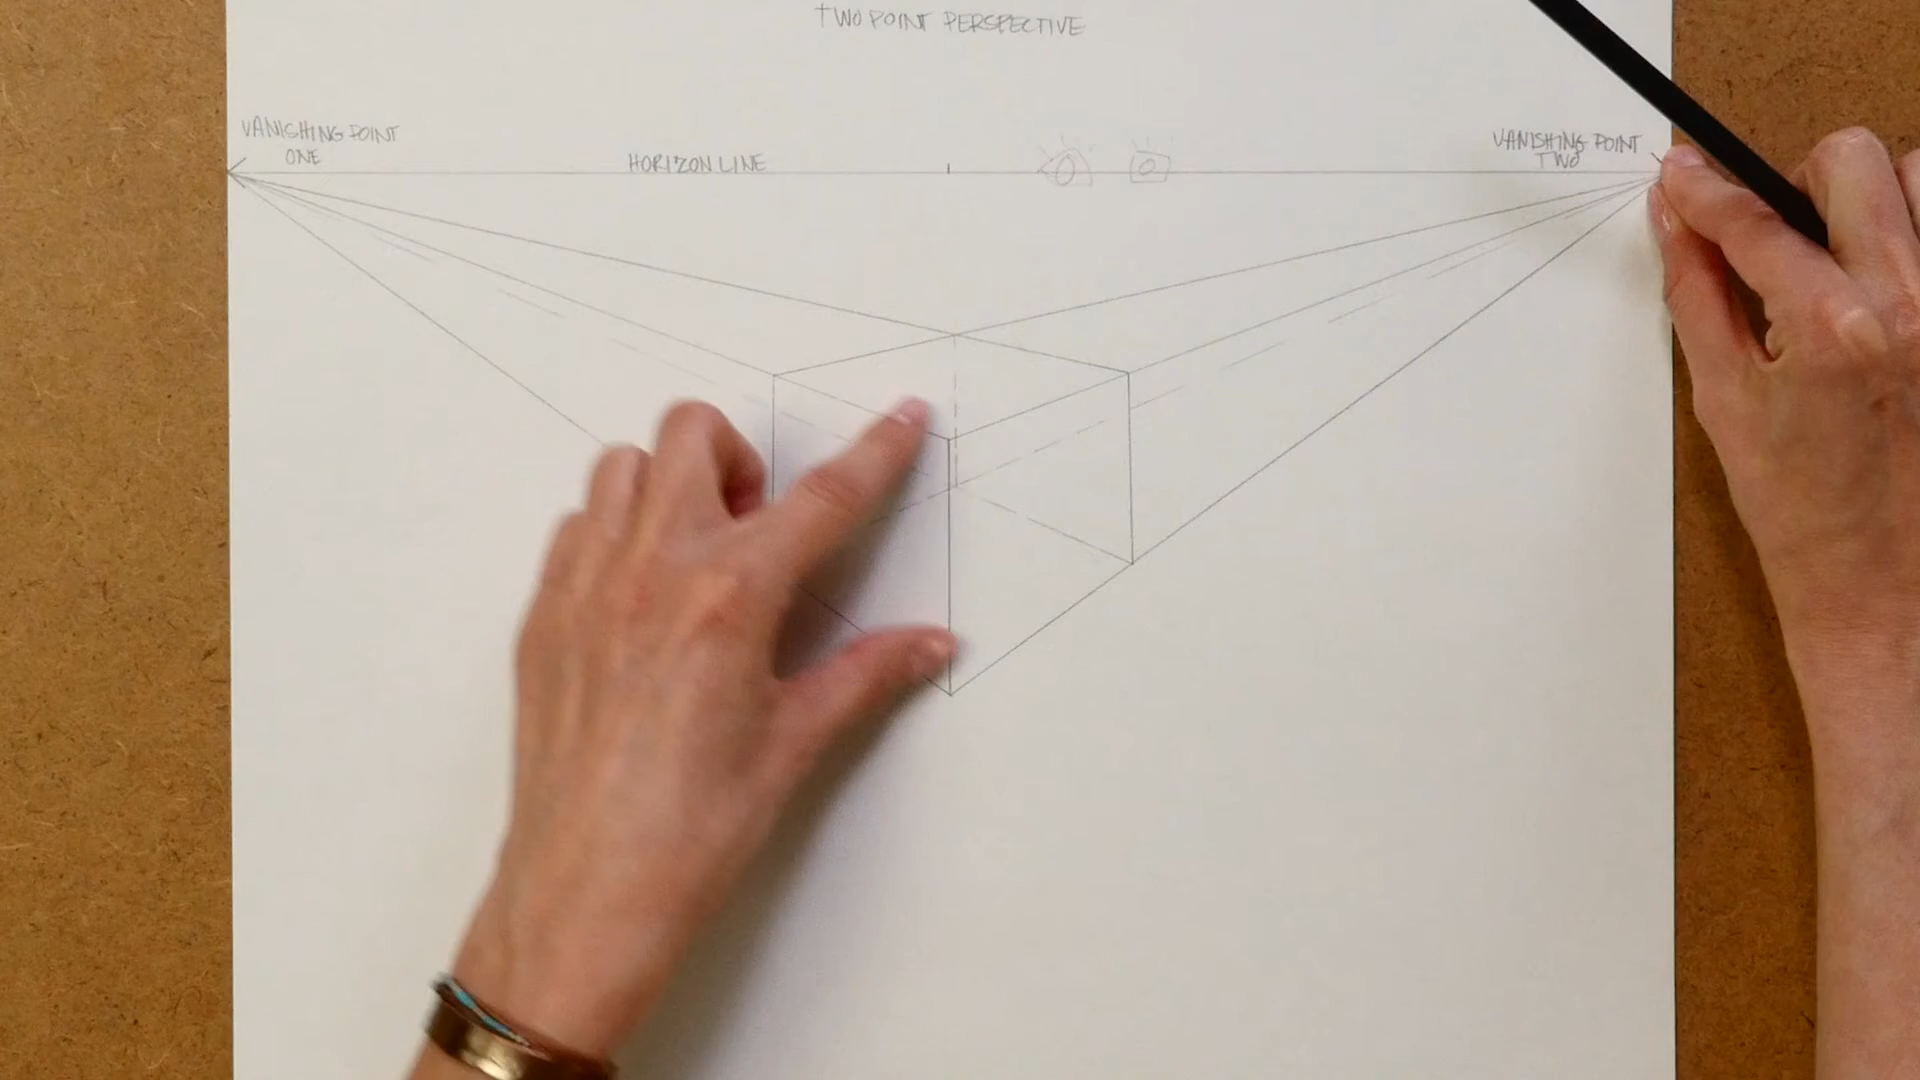 TWO POINT PERSPECTIVE
VANISHING POINT
ONE
HORIZON LINE
VANISHING POINT
TWO